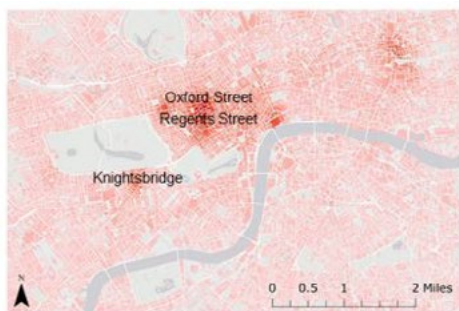 Oxford Street
Regents Street
Knightsbridge
N
0 0.5 1 2 Miles